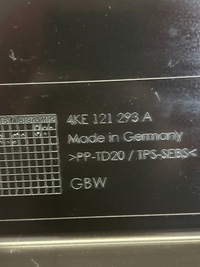 4KE 121 293 A
Made in Germany
>PP-TD20 / TPS-SEBS<
GBW